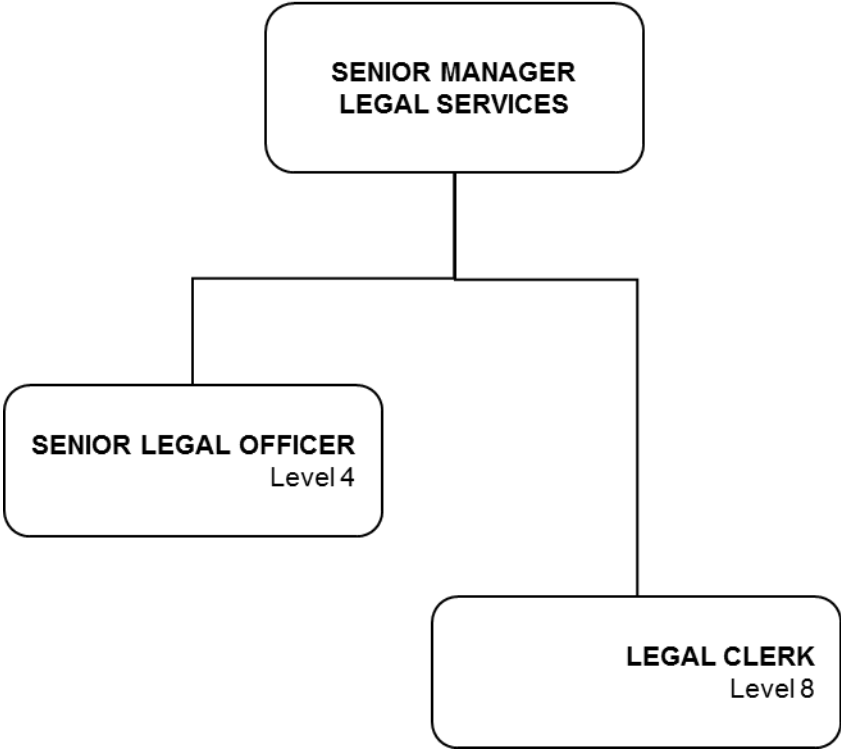 SENIOR MANAGER
LEGAL SERVICES
SENIOR LEGAL OFFICER
Level 4
LEGAL CLERK
Level 8